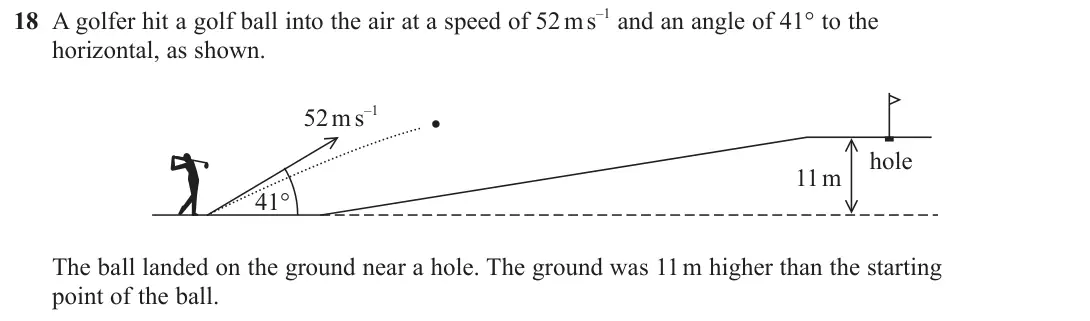 18 A golfer hit a golf ball into the air at a speed of 52 m s⁻¹ and an angle of 41° to the
horizontal, as shown.
52 m s⁻¹
41°
11 m
hole
The ball landed on the ground near a hole. The ground was 11 m higher than the starting
point of the ball.